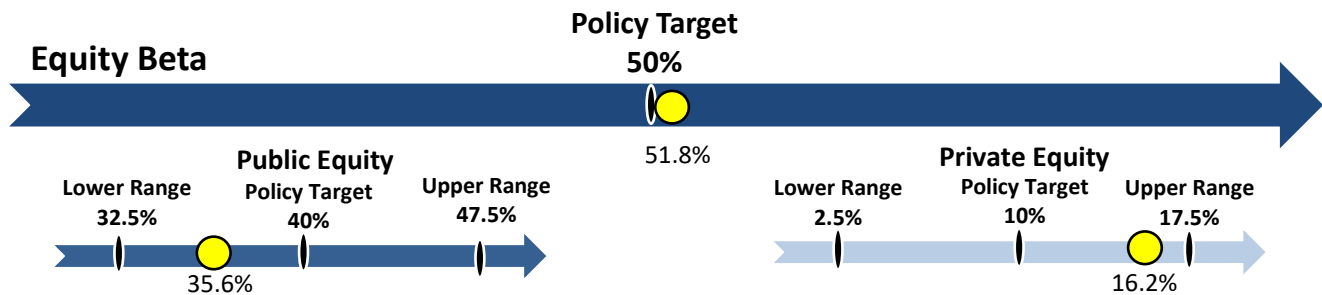 Policy Target
Equity Beta
50%
51.8%
Public Equity
Lower Range
Policy Target
Upper Range
32.5%
40%
47.5%
35.6%
Private Equity
Lower Range
Policy Target
Upper Range
2.5%
10%
17.5%
16.2%